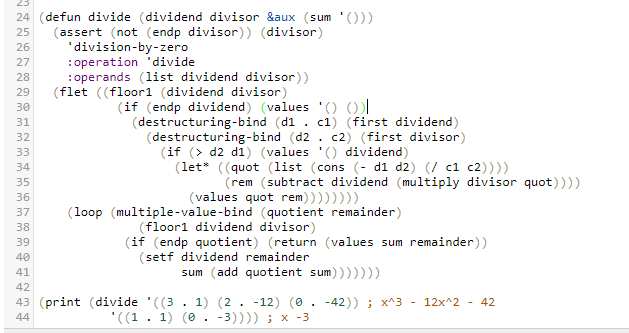 23
24 (defun divide (dividend divisor &aux (sum '()))
25 (assert (not (endp divisor)) (divisor)
26 'division-by-zero
27 :operation 'divide
28 :operands (list dividend divisor))
29 (flet ((floor1 (dividend divisor)
30 (if (endp dividend) (values '() ())
31 (destructuring-bind (d1 . c1) (first dividend)
32 (destructuring-bind (d2 . c2) (first divisor)
33 (if (> d2 d1) (values '() dividend)
34 (let* ((quot (list (cons (- d1 d2) (/ c1 c2))))
35 (rem (subtract dividend (multiply divisor quot))))
36 (values quot rem))))))))
37 (loop (multiple-value-bind (quotient remainder)
38 (floor1 dividend divisor)
39 (if (endp quotient) (return (values sum remainder))
40 (setf dividend remainder
41 sum (add quotient sum)))))))
42
43 (print (divide '((3 . 1) (2 . -12) (0 . -42)) ; x^3 - 12x^2 - 42
44 '((1 . 1) (0 . -3)))) ; x -3